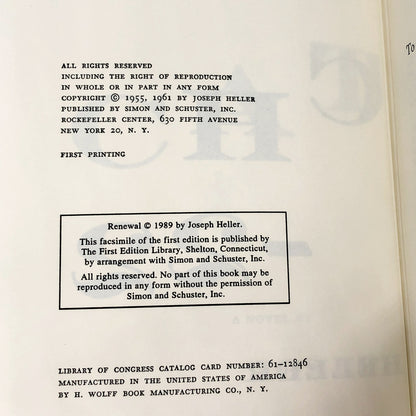 ALL RIGHTS RESERVED
INCLUDING THE RIGHT OF REPRODUCTION
IN WHOLE OR IN PART IN ANY FORM
COPYRIGHT © 1955, 1961 BY JOSEPH HELLER
PUBLISHED BY SIMON AND SCHUSTER, INC.
ROCKEFELLER CENTER, 630 FIFTH AVENUE
NEW YORK 20, N. Y.
FIRST PRINTING
Renewal © 1989 by Joseph Heller.
This facsimile of the first edition is published by
The First Edition Library, Shelton, Connecticut,
by arrangement with Simon and Schuster, Inc.
All rights reserved. No part of this book may be
reproduced in any form without the permission of
Simon and Schuster, Inc.
LIBRARY OF CONGRESS CATALOG CARD NUMBER: 61-12846
MANUFACTURED IN THE UNITED STATES OF AMERICA
BY H. WOLFF BOOK MANUFACTURING CO., N. Y.
TO